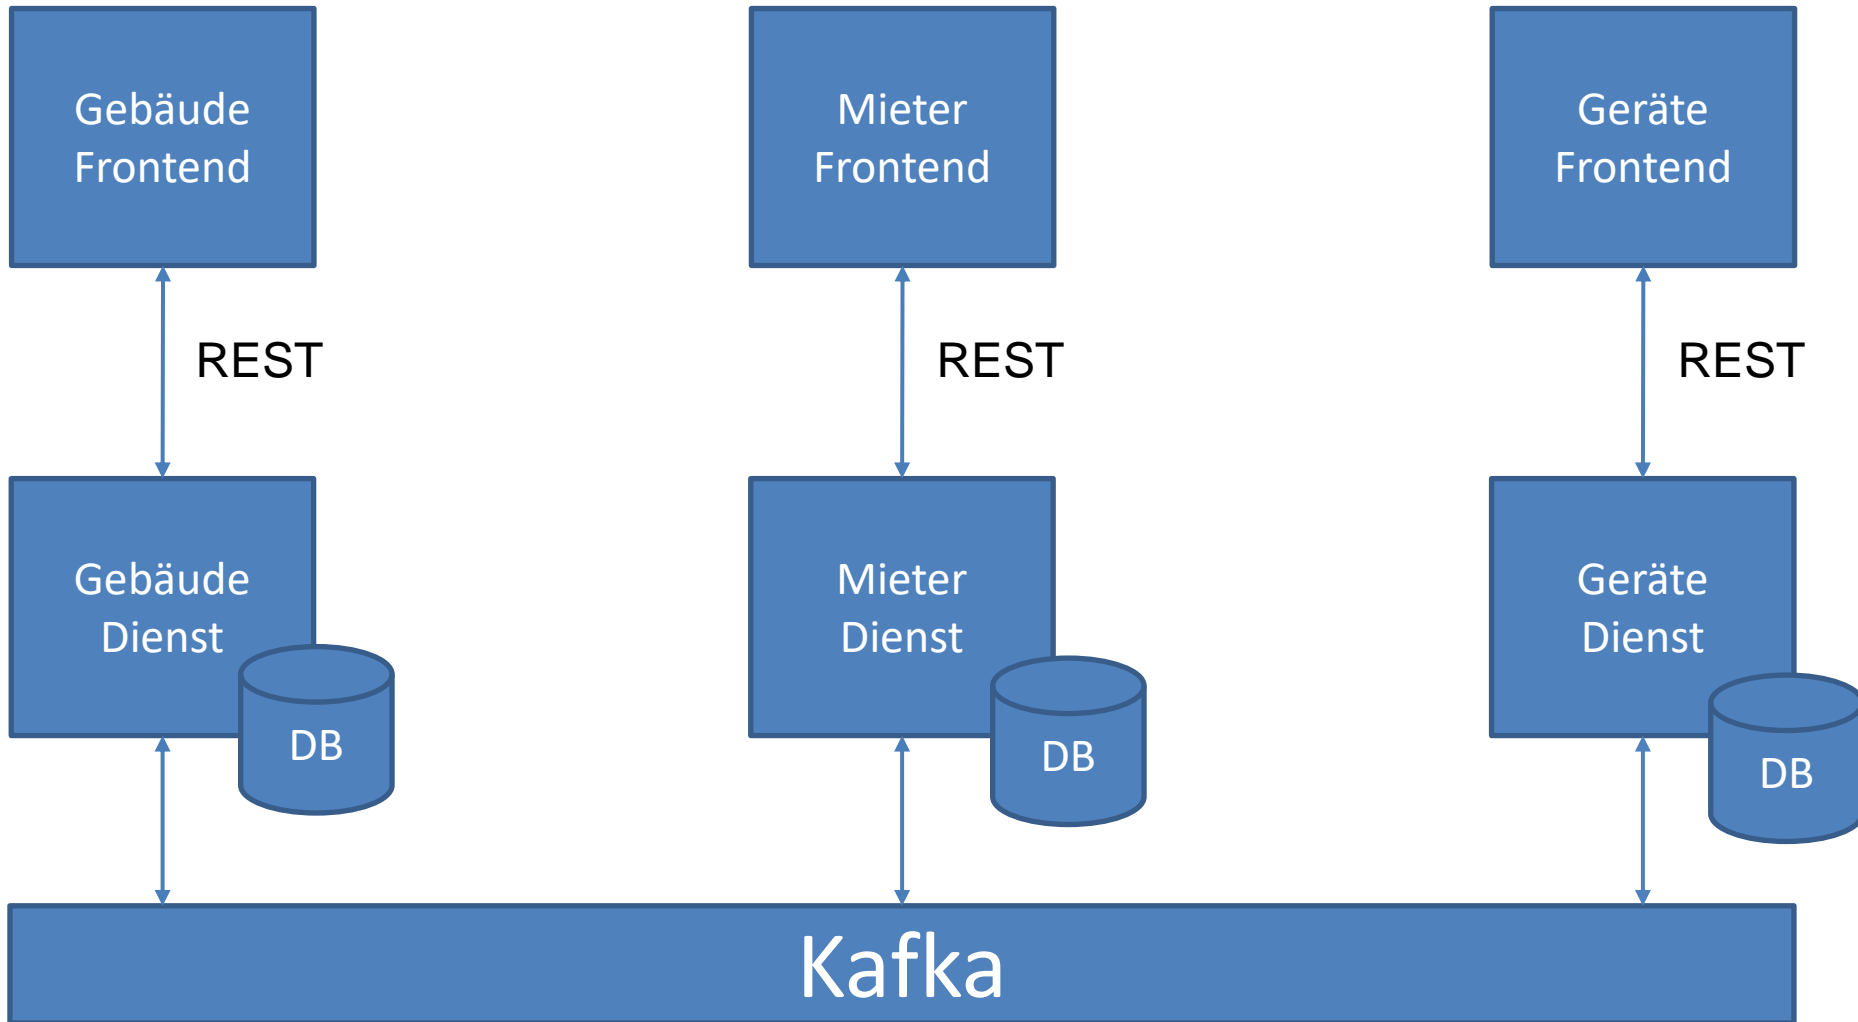 Gebäude
Frontend
Mieter
Frontend
Geräte
Frontend
REST
REST
REST
Gebäude
Dienst
Mieter
Dienst
Geräte
Dienst
DB
DB
DB
Kafka